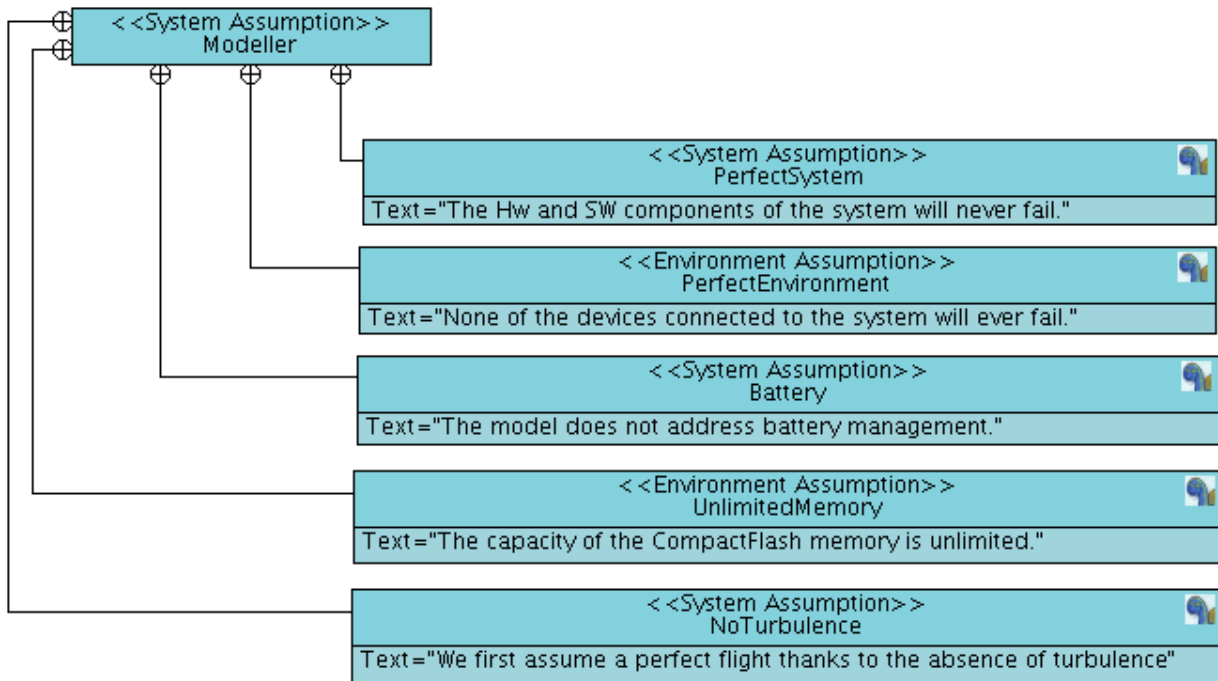 <<System Assumption>>
Modeller
<<System Assumption>>
PerfectSystem
Text="The Hw and SW components of the system will never fail."
<<Environment Assumption>>
PerfectEnvironment
Text="None of the devices connected to the system will ever fail."
<<System Assumption>>
Battery
Text="The model does not address battery management."
<<Environment Assumption>>
UnlimitedMemory
Text="The capacity of the CompactFlash memory is unlimited."
<<System Assumption>>
NoTurbulence
Text="We first assume a perfect flight thanks to the absence of turbulence"